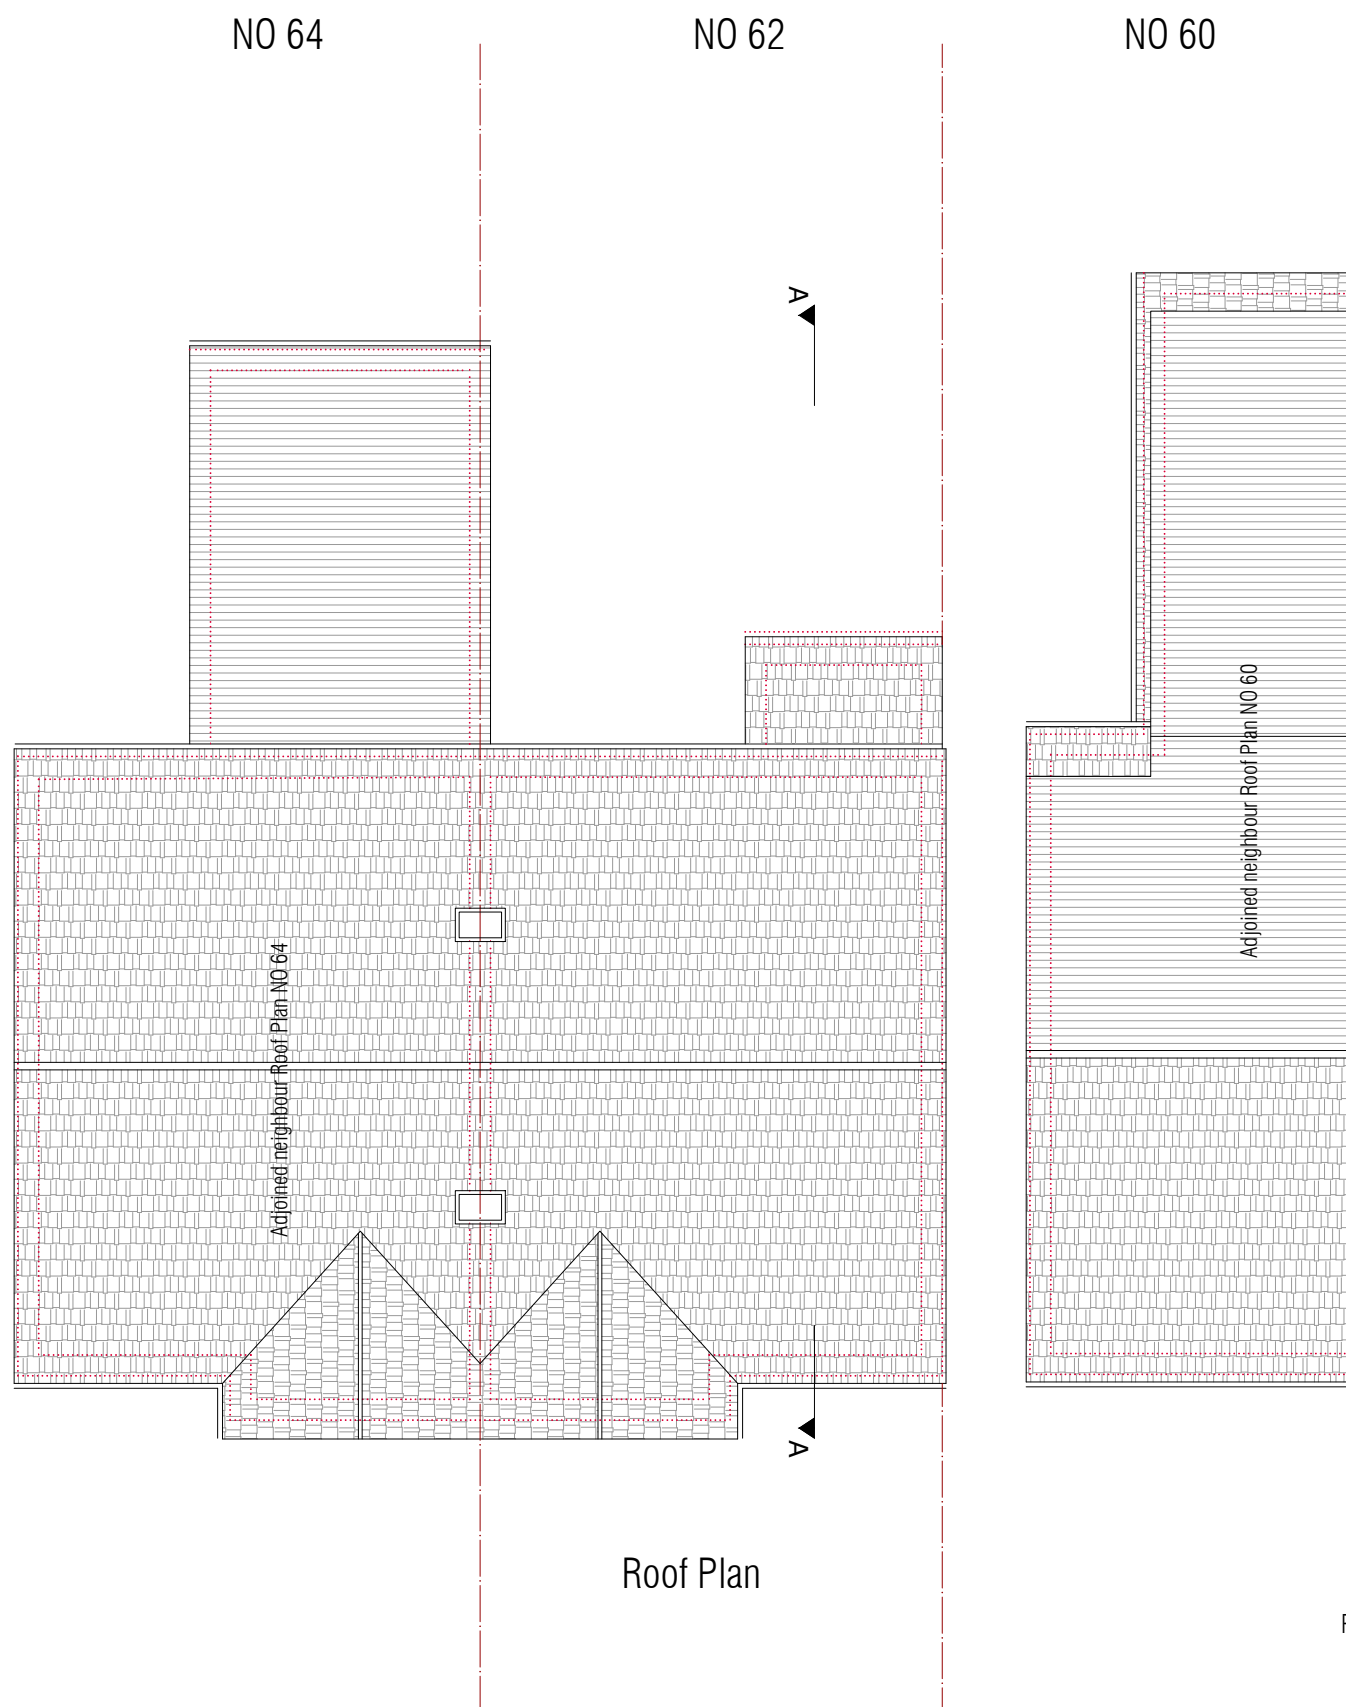 NO 64
NO 62
NO 60
A
Adjoined neighbour Roof Plan NO 60
Adjoined neighbour Roof Plan NO 64
A
Roof Plan